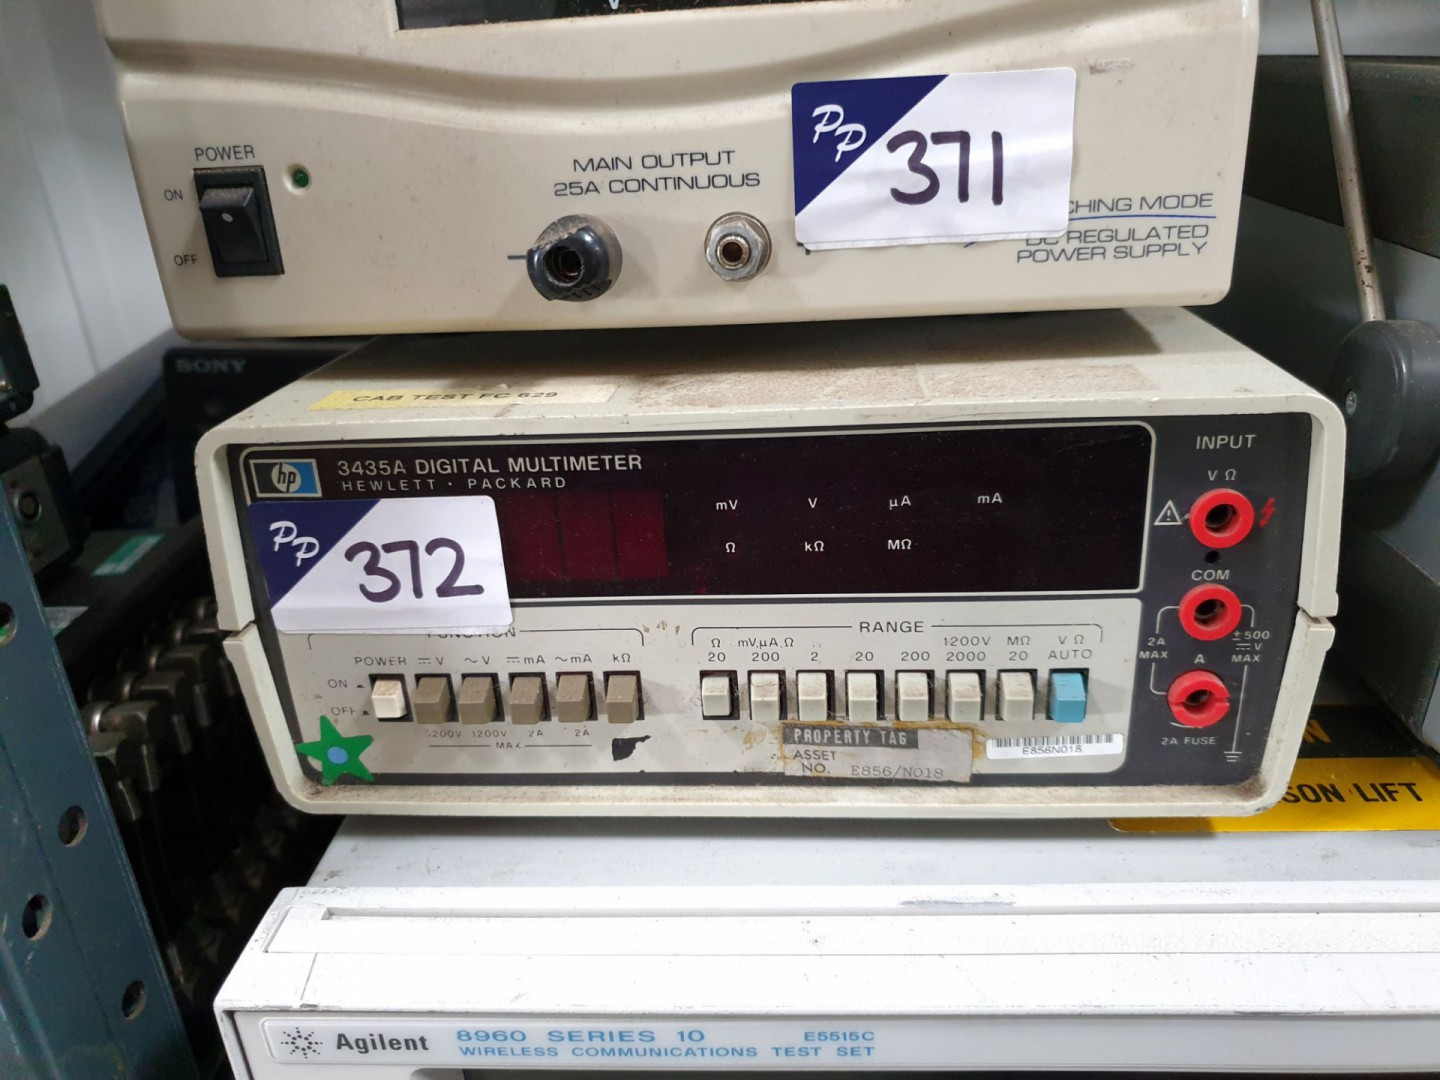 V
POWER
ON
OFF
MAIN OUTPUT
25A CONTINUOUS
PP 371
CHING MODE
DC REGULATED
POWER SUPPLY
SONY
CAB TEST FC 629
hp
3435A DIGITAL MULTIMETER
HEWLETT · PACKARD
PP 372
mV V µA mA
Ω kΩ MΩ
INPUT
V Ω
COM
2A MAX
±500 V MAX
A
2A FUSE
FUNCTION
POWER ⎓V ~V ⎓mA ~mA kΩ
ON
OFF
1200V 1200V 2A 2A
MAX
RANGE
Ω mV,µA,Ω 1200V MΩ V Ω
20 200 2 20 200 2000 20 AUTO
PROPERTY TAG
ASSET
NO. E856/N018
E856N018
SON LIFT
Agilent 8960 SERIES 10 E5515C
WIRELESS COMMUNICATIONS TEST SET